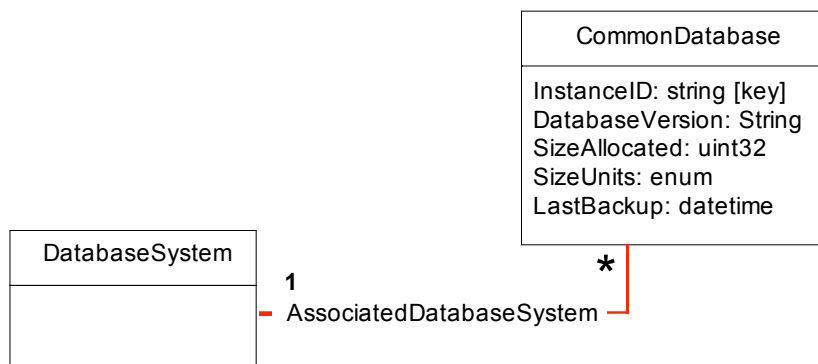 CommonDatabase
InstanceID: string [key]
DatabaseVersion: String
SizeAllocated: uint32
SizeUnits: enum
LastBackup: datetime
DatabaseSystem
1
*
AssociatedDatabaseSystem